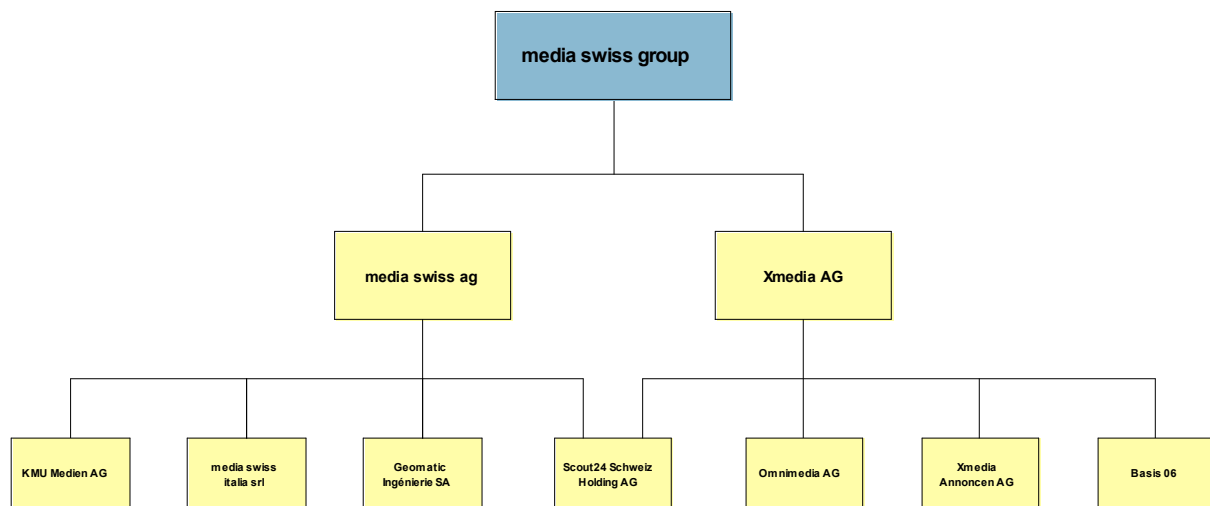 media swiss group
media swiss ag
Xmedia AG
KMU Medien AG
media swiss
italia srl
Geomatic
Ingénierie SA
Scout24 Schweiz
Holding AG
Omnimedia AG
Xmedia
Annoncen AG
Basis 06